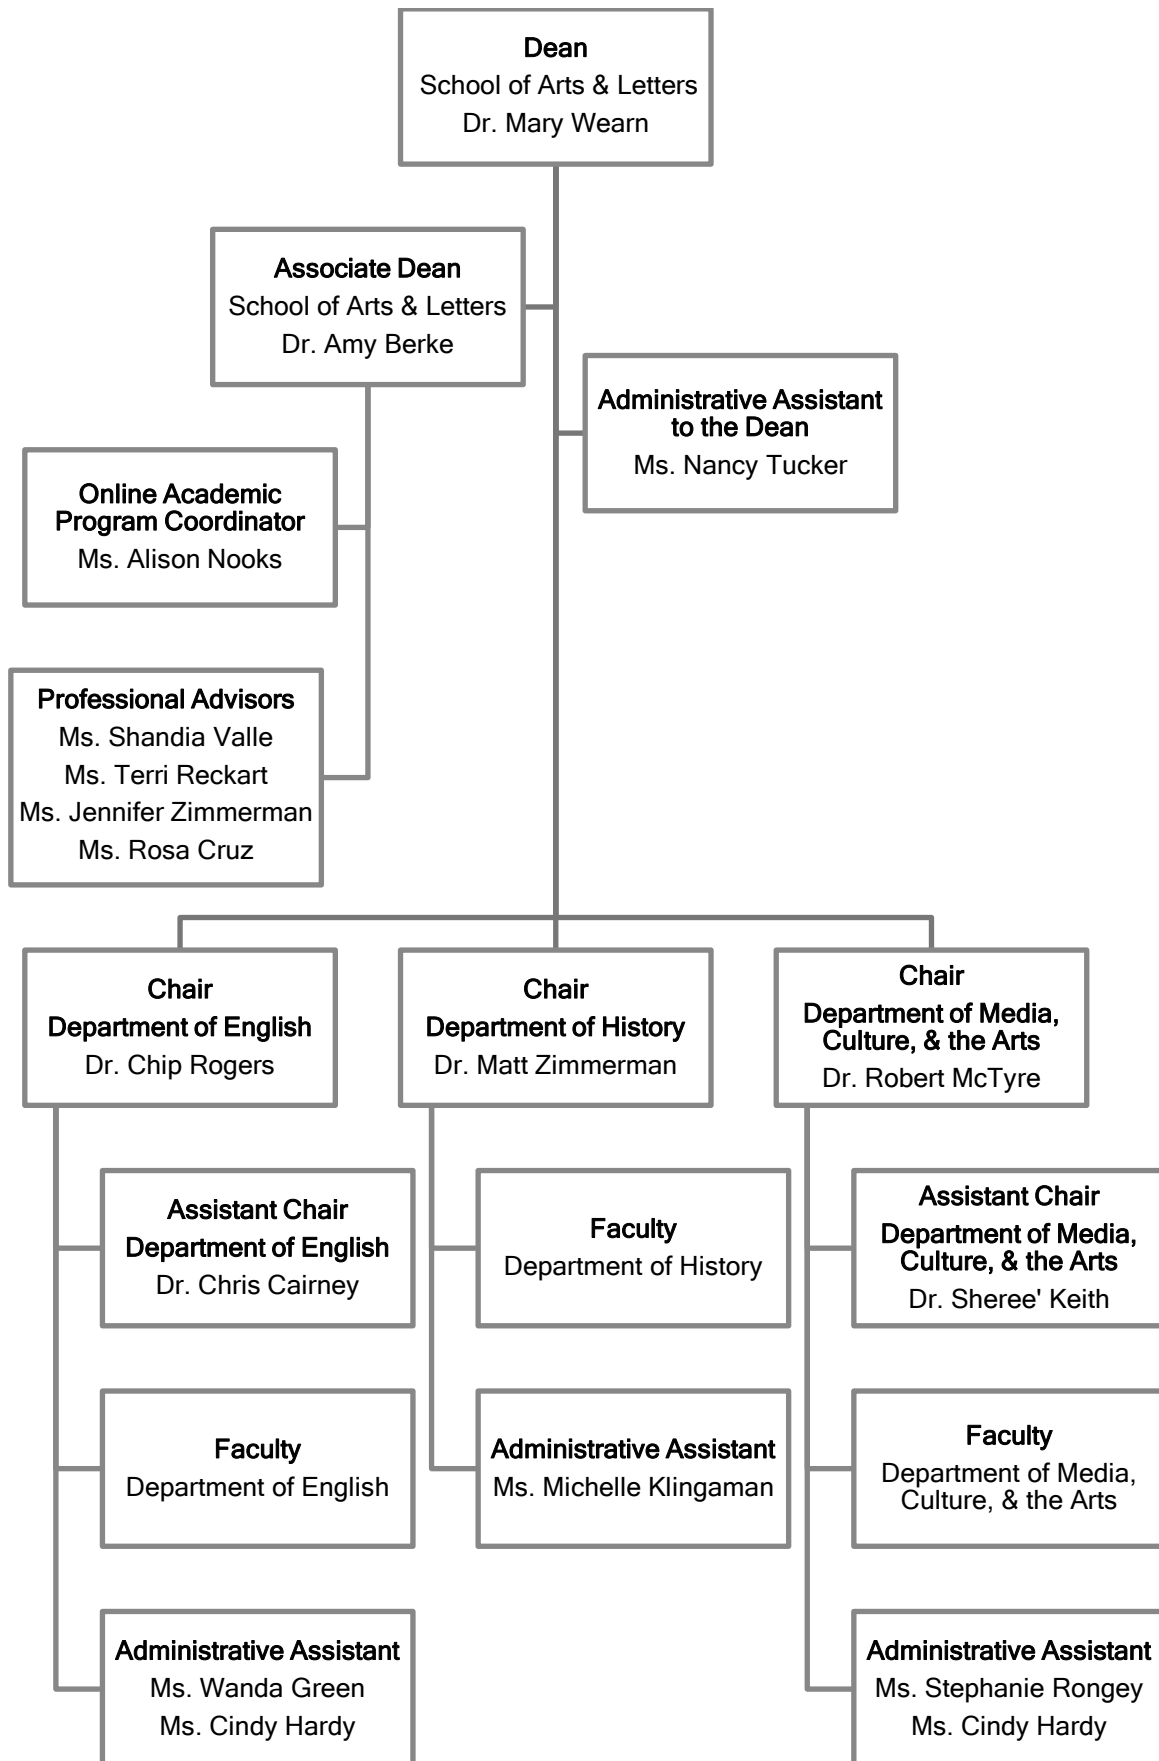 Dean
School of Arts & Letters
Dr. Mary Wearn
Associate Dean
School of Arts & Letters
Dr. Amy Berke
Administrative Assistant
to the Dean
Ms. Nancy Tucker
Online Academic
Program Coordinator
Ms. Alison Nooks
Professional Advisors
Ms. Shandia Valle
Ms. Terri Reckart
Ms. Jennifer Zimmerman
Ms. Rosa Cruz
Chair
Department of English
Dr. Chip Rogers
Chair
Department of History
Dr. Matt Zimmerman
Chair
Department of Media,
Culture, & the Arts
Dr. Robert McTyre
Assistant Chair
Department of English
Dr. Chris Cairney
Faculty
Department of History
Assistant Chair
Department of Media,
Culture, & the Arts
Dr. Sheree' Keith
Faculty
Department of English
Administrative Assistant
Ms. Michelle Klingaman
Faculty
Department of Media,
Culture, & the Arts
Administrative Assistant
Ms. Wanda Green
Ms. Cindy Hardy
Administrative Assistant
Ms. Stephanie Rongey
Ms. Cindy Hardy